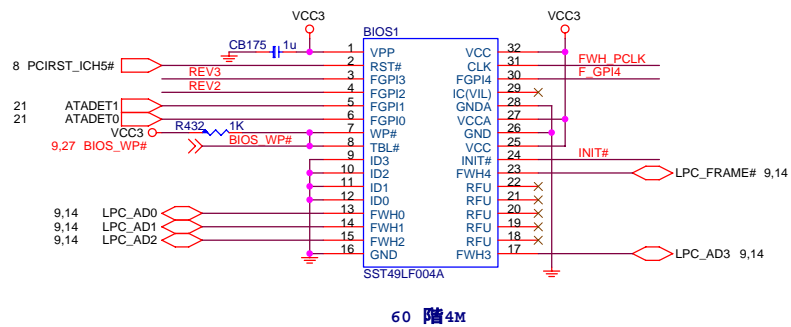 VCC3
VCC3
BIOS1
CB175 1u
1 VPP VCC 32
8 PCIRST_ICH5# 2 RST# CLK 31 FWH_PCLK
REV3 3 FGPI3 FGPI4 30 F_GPI4
REV2 4 FGPI2 IC(VIL) 29
21 ATADET1 5 FGPI1 GNDA 28
21 ATADET0 6 FGPI0 VCCA 27
VCC3 R432 1K 7 WP# GND 26
9,27 BIOS_WP# BIOS_WP# 8 TBL# VCC 25
9 ID3 INIT# 24 INIT#
10 ID2 FWH4 23 LPC_FRAME# 9,14
11 ID1 RFU 22
12 ID0 RFU 21
9,14 LPC_AD0 13 FWH0 RFU 20
9,14 LPC_AD1 14 FWH1 RFU 19
9,14 LPC_AD2 15 FWH2 RFU 18
16 GND FWH3 17 LPC_AD3 9,14
SST49LF004A
60 階4M